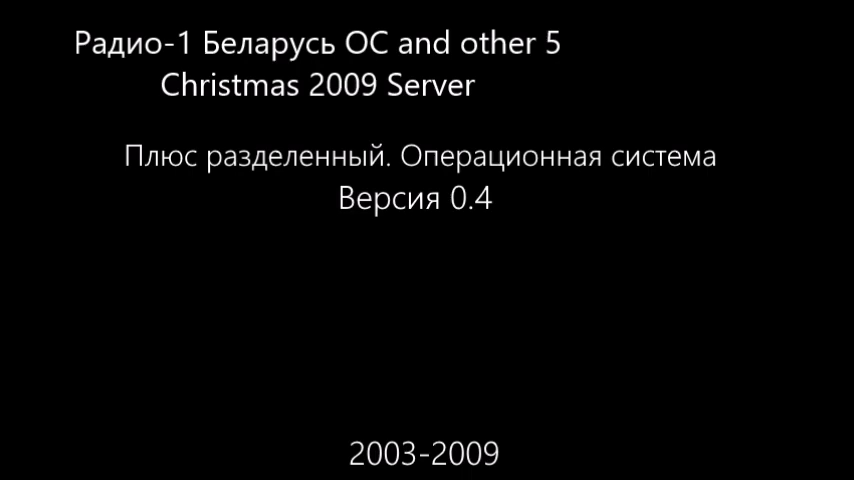 Радио-1 Беларусь ОС and other 5
Christmas 2009 Server
Плюс разделенный. Операционная система
Версия 0.4
2003-2009